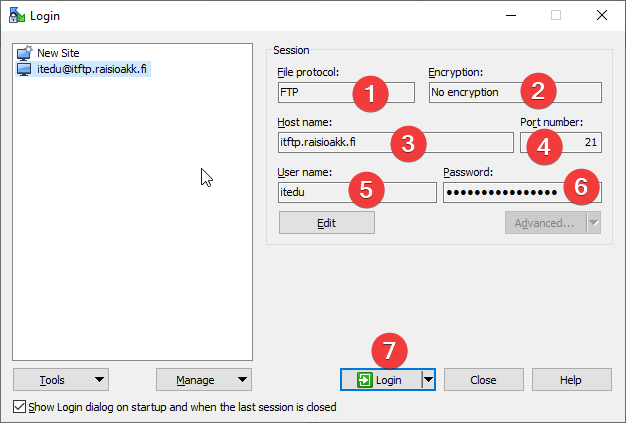 Login
New Site
itedu@itftp.raisioakk.fi
Session
File protocol: Encryption:
FTP 1 No encryption 2
Host name: Port number:
itftp.raisioakk.fi 3 4 21
User name: Password:
itedu 5 •••••••••••••••• 6
Edit Advanced...
7
Tools Manage Login Close Help
Show Login dialog on startup and when the last session is closed